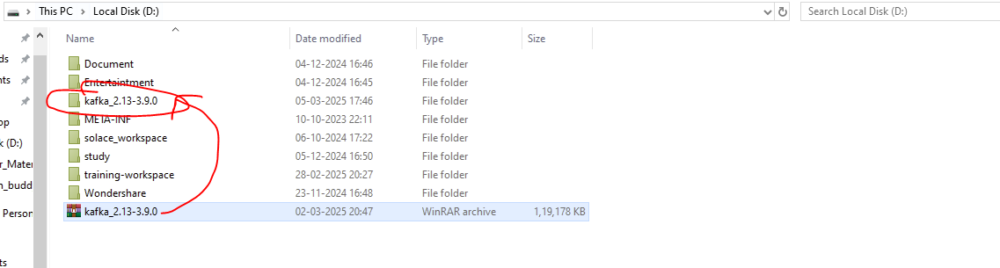 This PC > Local Disk (D:)
Search Local Disk (D:)
Name Date modified Type Size
Document 04-12-2024 16:46 File folder
Entertaintment 04-12-2024 16:45 File folder
kafka_2.13-3.9.0 05-03-2025 17:46 File folder
META-INF 10-10-2023 22:11 File folder
solace_workspace 06-10-2024 17:22 File folder
study 05-12-2024 16:50 File folder
training-workspace 28-02-2025 20:27 File folder
Wondershare 23-11-2024 16:48 File folder
kafka_2.13-3.9.0 02-03-2025 20:47 WinRAR archive 1,19,178 KB
ds
nts
op
k (D:)
r_Mater
n_budd
Person
ts